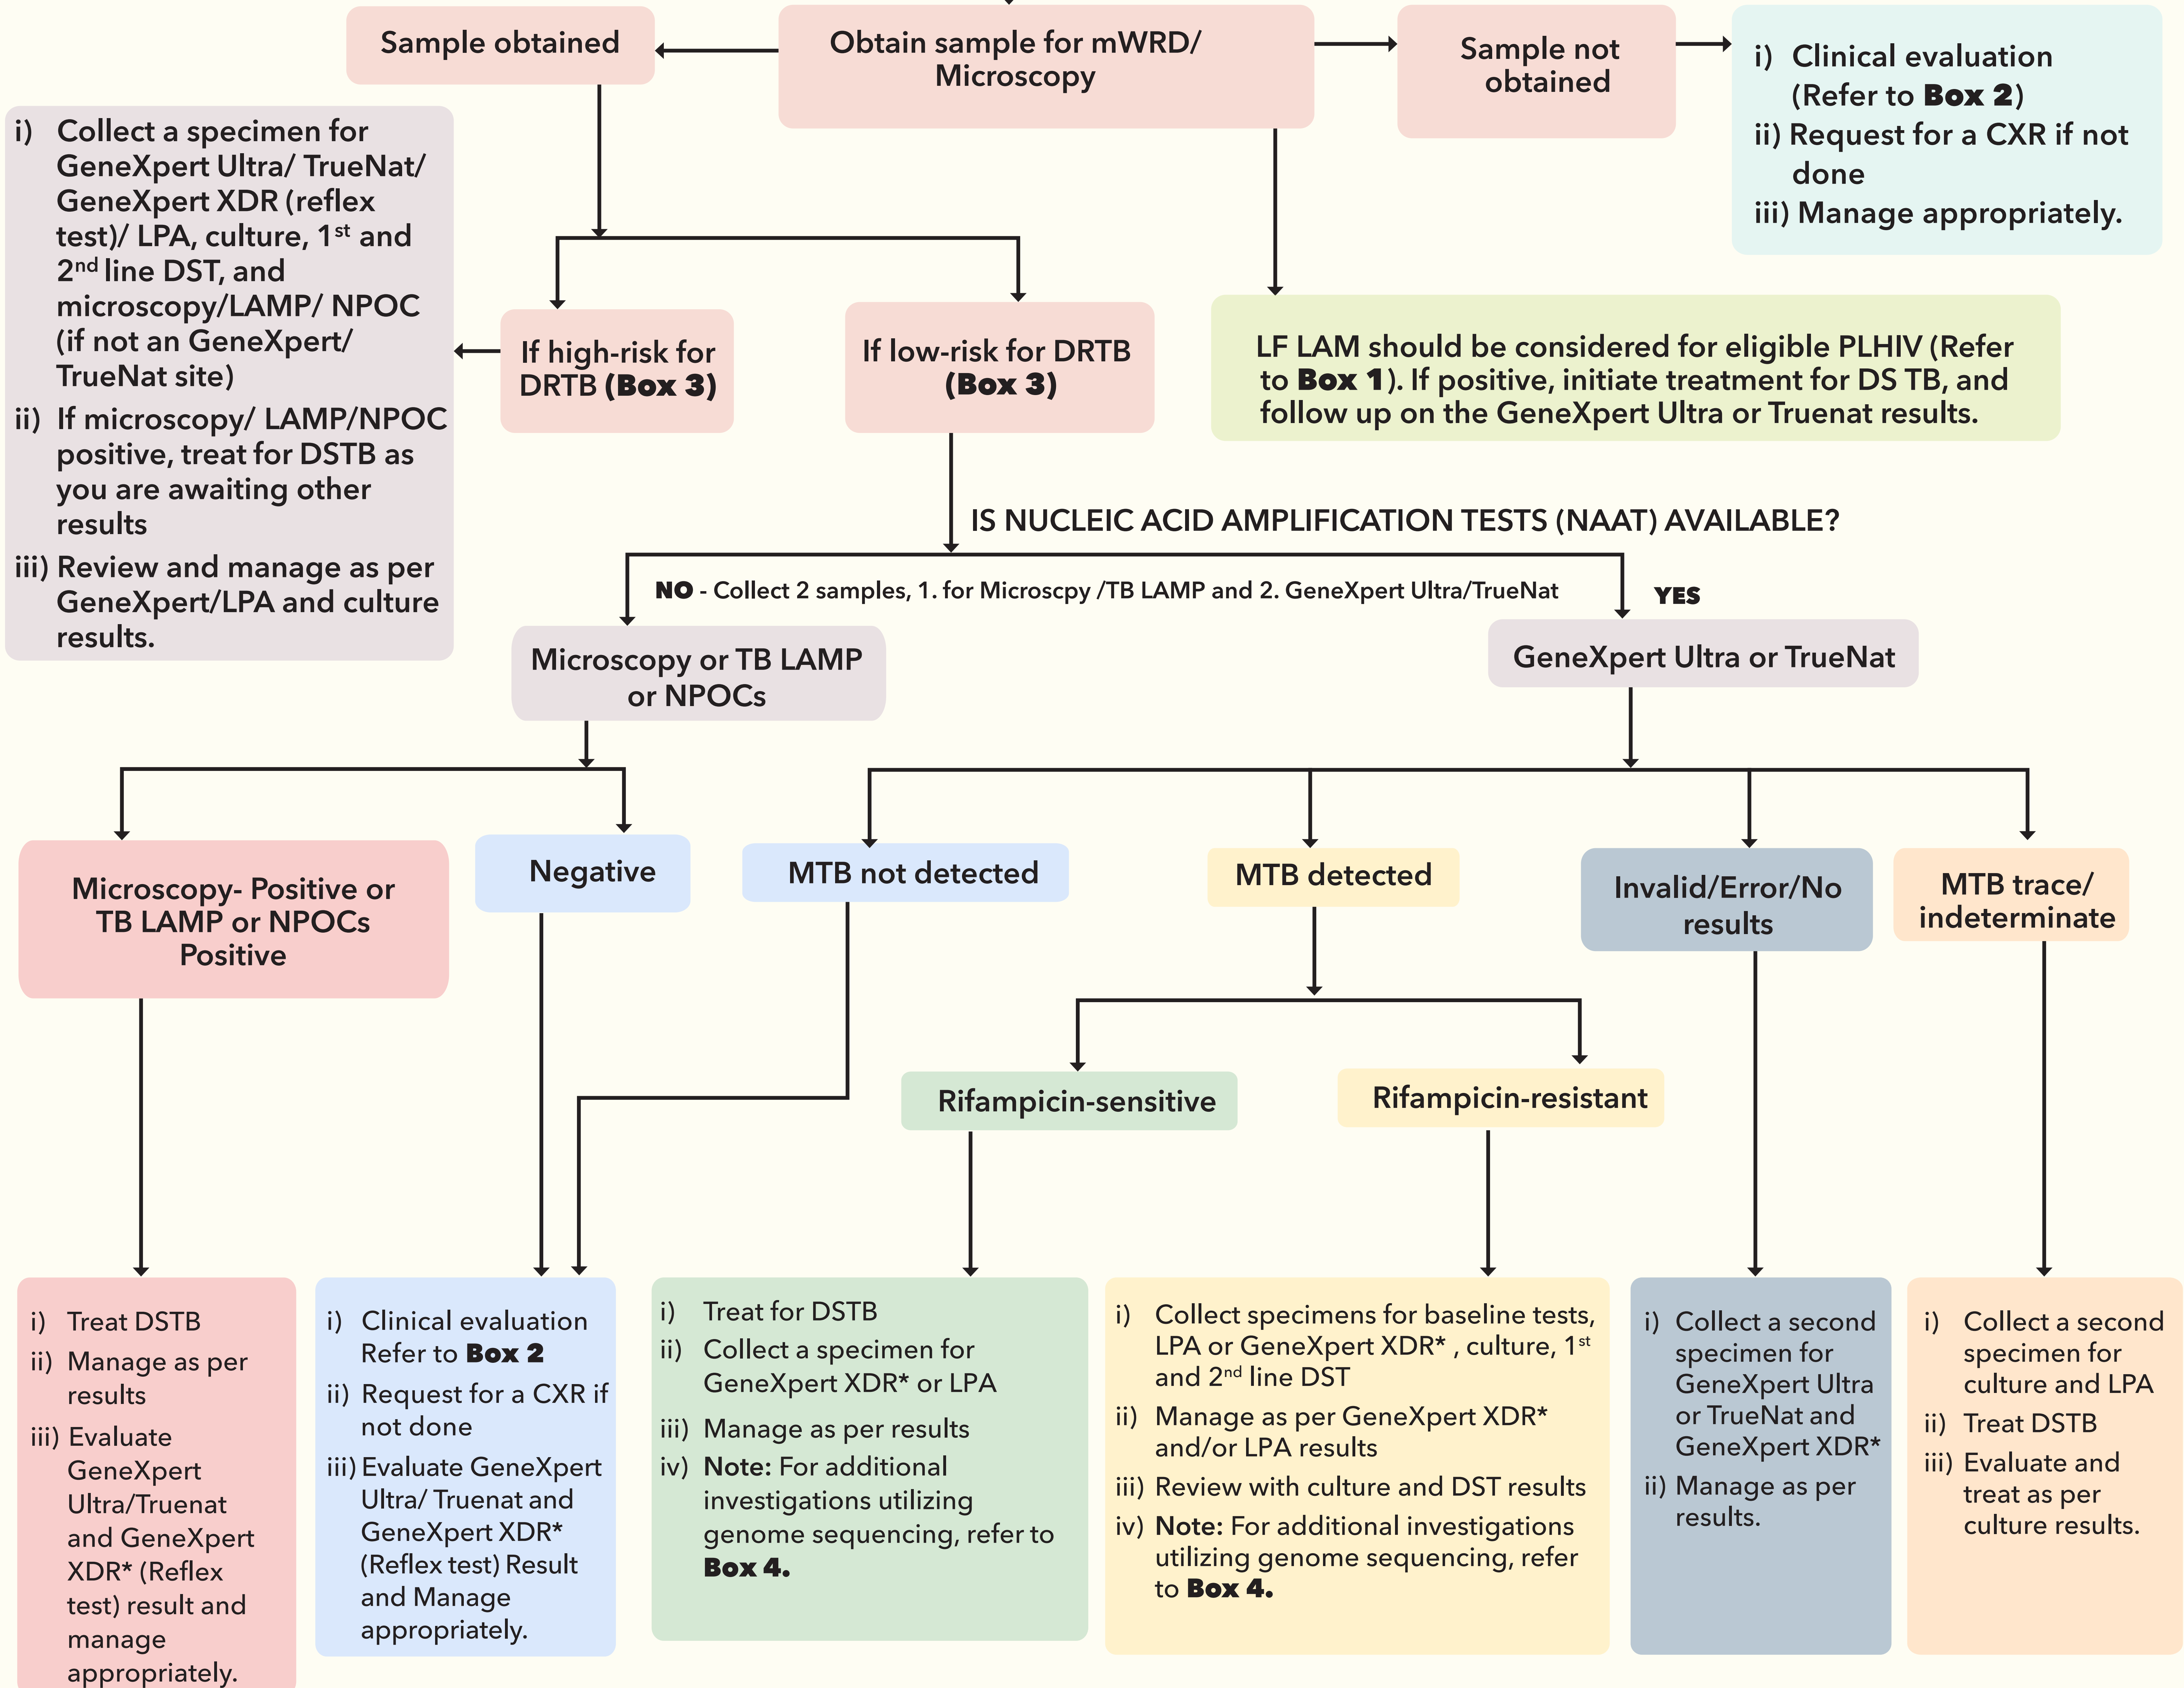 Sample obtained
Obtain sample for mWRD/
Microscopy
Sample not
obtained
i) Clinical evaluation
(Refer to Box 2)
ii) Request for a CXR if not
done
iii) Manage appropriately.
i) Collect a specimen for
GeneXpert Ultra/ TrueNat/
GeneXpert XDR (reflex
test)/ LPA, culture, 1st and
2nd line DST, and
microscopy/LAMP/ NPOC
(if not an GeneXpert/
TrueNat site)
ii) If microscopy/ LAMP/NPOC
positive, treat for DSTB as
you are awaiting other
results
iii) Review and manage as per
GeneXpert/LPA and culture
results.
If high-risk for
DRTB (Box 3)
If low-risk for DRTB
(Box 3)
LF LAM should be considered for eligible PLHIV (Refer
to Box 1). If positive, initiate treatment for DS TB, and
follow up on the GeneXpert Ultra or Truenat results.
IS NUCLEIC ACID AMPLIFICATION TESTS (NAAT) AVAILABLE?
NO - Collect 2 samples, 1. for Microscpy /TB LAMP and 2. GeneXpert Ultra/TrueNat
YES
Microscopy or TB LAMP
or NPOCs
GeneXpert Ultra or TrueNat
Microscopy- Positive or
TB LAMP or NPOCs
Positive
Negative
MTB not detected
MTB detected
Invalid/Error/No
results
MTB trace/
indeterminate
Rifampicin-sensitive
Rifampicin-resistant
i) Treat DSTB
ii) Manage as per
results
iii) Evaluate
GeneXpert
Ultra/Truenat
and GeneXpert
XDR* (Reflex
test) result and
manage
appropriately.
i) Clinical evaluation
Refer to Box 2
ii) Request for a CXR if
not done
iii) Evaluate GeneXpert
Ultra/ Truenat and
GeneXpert XDR*
(Reflex test) Result
and Manage
appropriately.
i) Treat for DSTB
ii) Collect a specimen for
GeneXpert XDR* or LPA
iii) Manage as per results
iv) Note: For additional
investigations utilizing
genome sequencing, refer to
Box 4.
i) Collect specimens for baseline tests,
LPA or GeneXpert XDR* , culture, 1st
and 2nd line DST
ii) Manage as per GeneXpert XDR*
and/or LPA results
iii) Review with culture and DST results
iv) Note: For additional investigations
utilizing genome sequencing, refer
to Box 4.
i) Collect a second
specimen for
GeneXpert Ultra
or TrueNat and
GeneXpert XDR*
ii) Manage as per
results.
i) Collect a second
specimen for
culture and LPA
ii) Treat DSTB
iii) Evaluate and
treat as per
culture results.